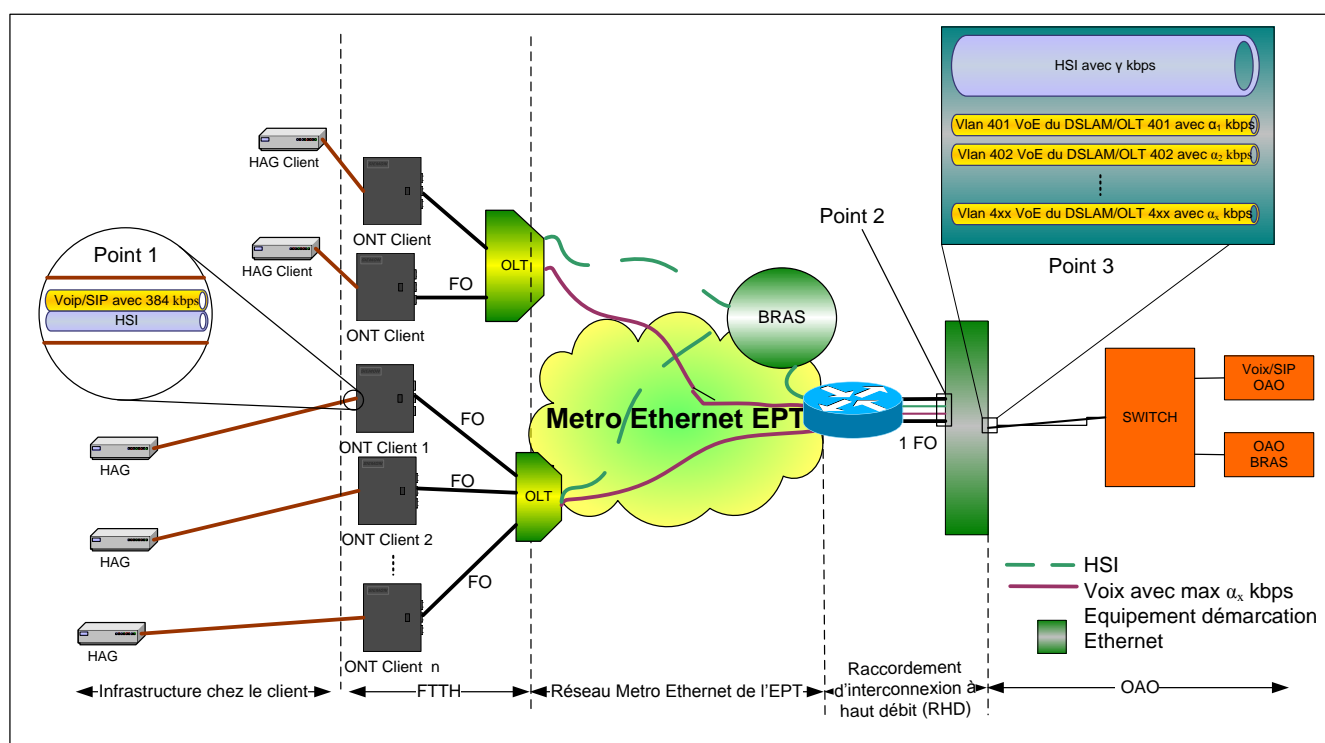 HSI avec γ kbps
Vlan 401 VoE du DSLAM/OLT 401 avec α1 kbps
Vlan 402 VoE du DSLAM/OLT 402 avec α2 kbps
Vlan 4xx VoE du DSLAM/OLT 4xx avec αx kbps
HAG Client
ONT Client
HAG Client
ONT Client
FO
OLT
Point 1
Voip/SIP avec 384 kbps
HSI
Point 2
Point 3
BRAS
Metro Ethernet EPT
1 FO
SWITCH
Voix/SIP
OAO
OAO
BRAS
HAG
ONT Client 1
FO
HAG
ONT Client 2
FO
OLT
HAG
ONT Client n
FO
HSI
Voix avec max αx kbps
Equipement démarcation
Ethernet
Infrastructure chez le client
FTTH
Réseau Metro Ethernet de l'EPT
Raccordement
d'interconnexion à
haut débit (RHD)
OAO